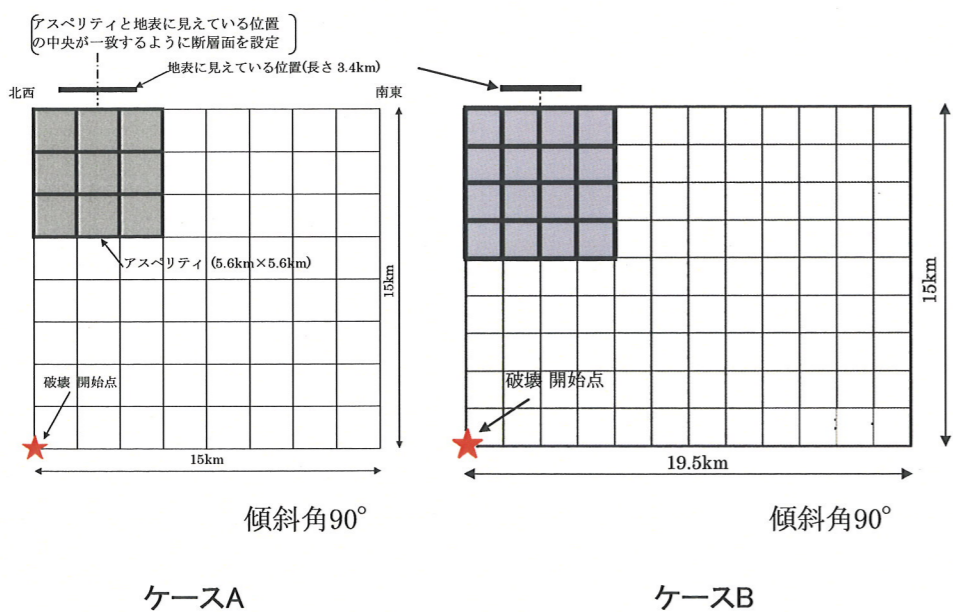 アスペリティと地表に見えている位置
の中央が一致するように断層面を設定
地表に見えている位置(長さ 3.4km)
北西
南東
アスペリティ (5.6km×5.6km)
15km
破壊 開始点
15km
傾斜角90°
ケースA
15km
破壊 開始点
19.5km
傾斜角90°
ケースB